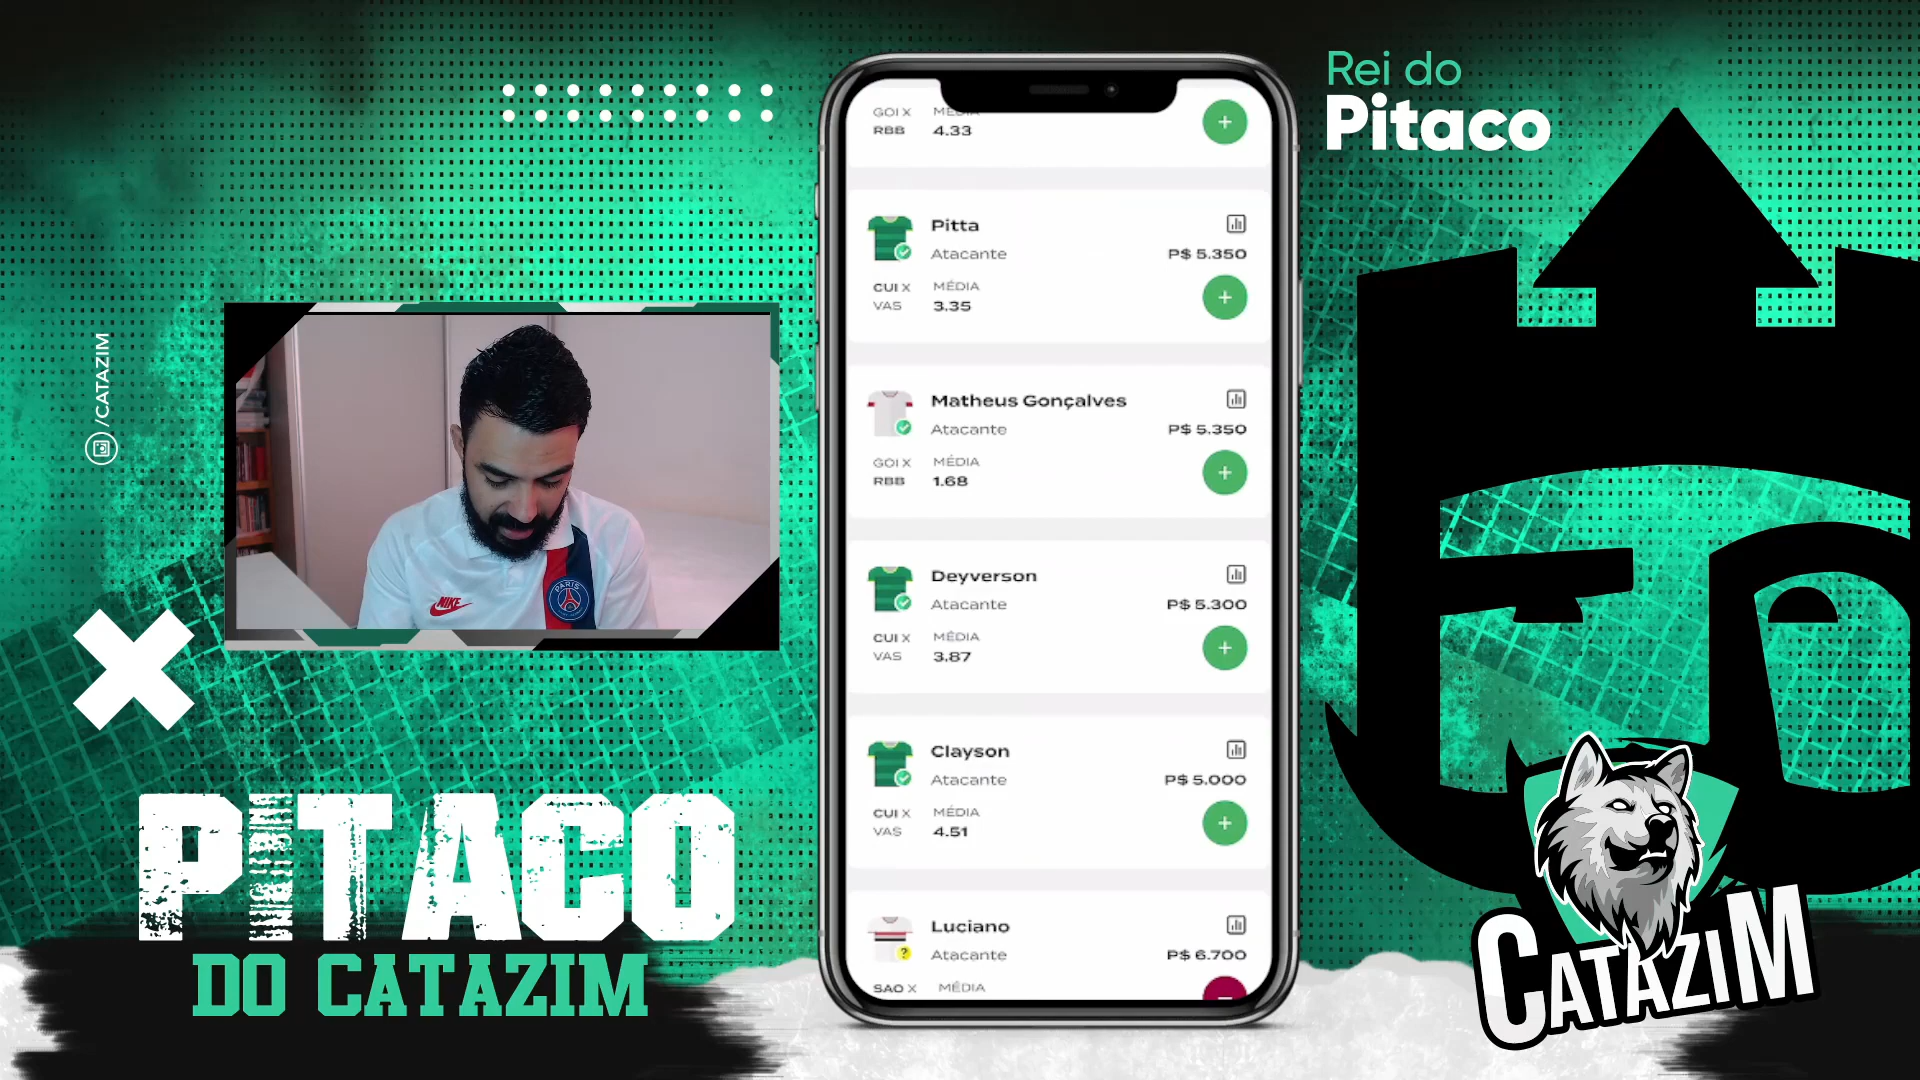 Rei do
Pitaco
/CATAZIM
GOI X MÉDIA
RBB 4.33
Pitta
Atacante P$ 5.350
CUI X MÉDIA
VAS 3.35
Matheus Gonçalves
Atacante P$ 5.350
GOI X MÉDIA
RBB 1.68
Deyverson
Atacante P$ 5.300
CUI X MÉDIA
VAS 3.87
Clayson
Atacante P$ 5.000
CUI X MÉDIA
VAS 4.51
Luciano
Atacante P$ 6.700
SAO X MÉDIA
NIKE
PARIS
PITACO
DO CATAZIM
CATAZIM